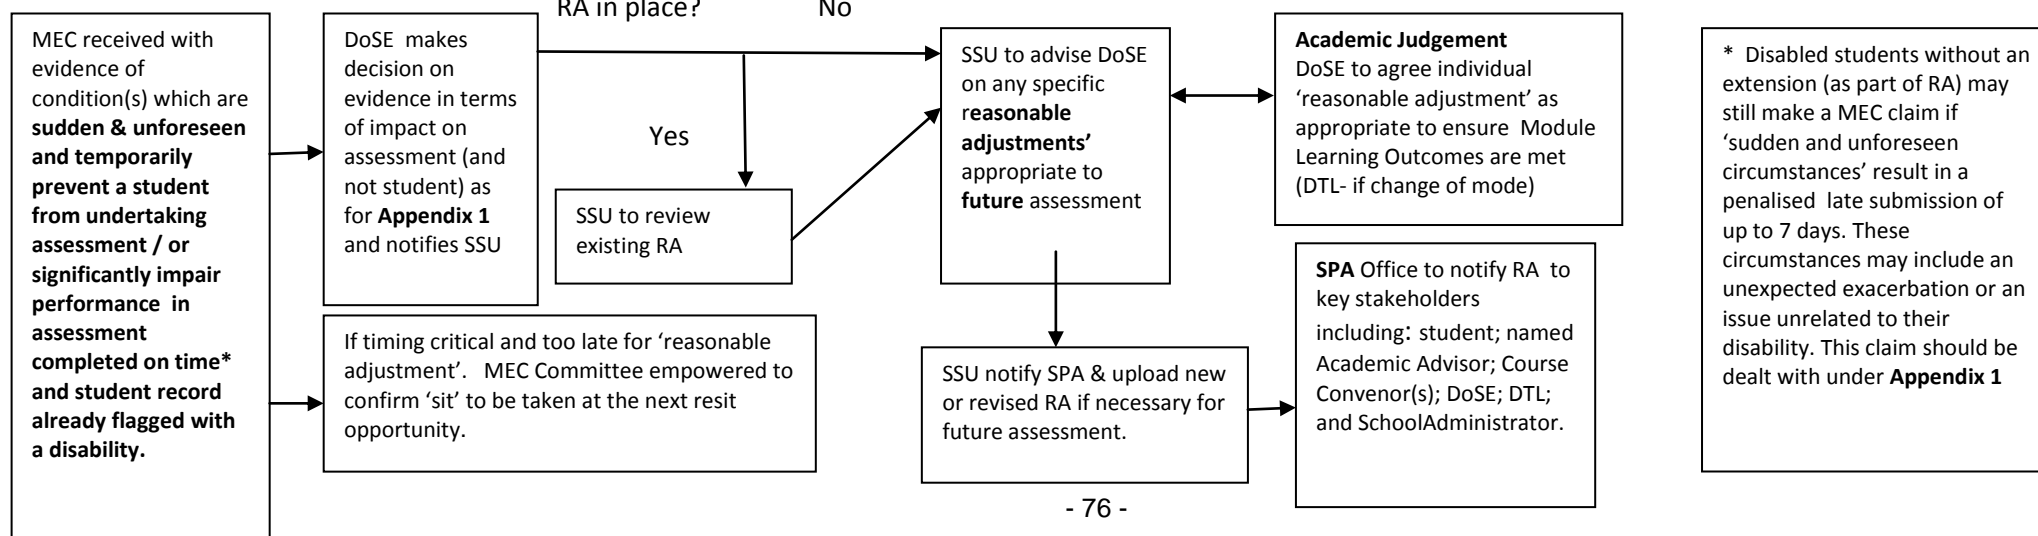 RA in place?
No
MEC received with
evidence of
condition(s) which are
sudden & unforeseen
and temporarily
prevent a student
from undertaking
assessment / or
significantly impair
performance in
assessment
completed on time*
and student record
already flagged with
a disability.
DoSE makes
decision on
evidence in terms
of impact on
assessment (and
not student) as
for Appendix 1
and notifies SSU
If timing critical and too late for ‘reasonable
adjustment’. MEC Committee empowered to
confirm ‘sit’ to be taken at the next resit
opportunity.
Yes
SSU to review
existing RA
SSU to advise DoSE
on any specific
reasonable
adjustments’
appropriate to
future assessment
SSU notify SPA & upload new
or revised RA if necessary for
future assessment.
Academic Judgement
DoSE to agree individual
‘reasonable adjustment’ as
appropriate to ensure Module
Learning Outcomes are met
(DTL- if change of mode)
SPA Office to notify RA to
key stakeholders
including: student; named
Academic Advisor; Course
Convenor(s); DoSE; DTL;
and SchoolAdministrator.
* Disabled students without an
extension (as part of RA) may
still make a MEC claim if
‘sudden and unforeseen
circumstances’ result in a
penalised late submission of
up to 7 days. These
circumstances may include an
unexpected exacerbation or an
issue unrelated to their
disability. This claim should be
dealt with under Appendix 1
- 76 -